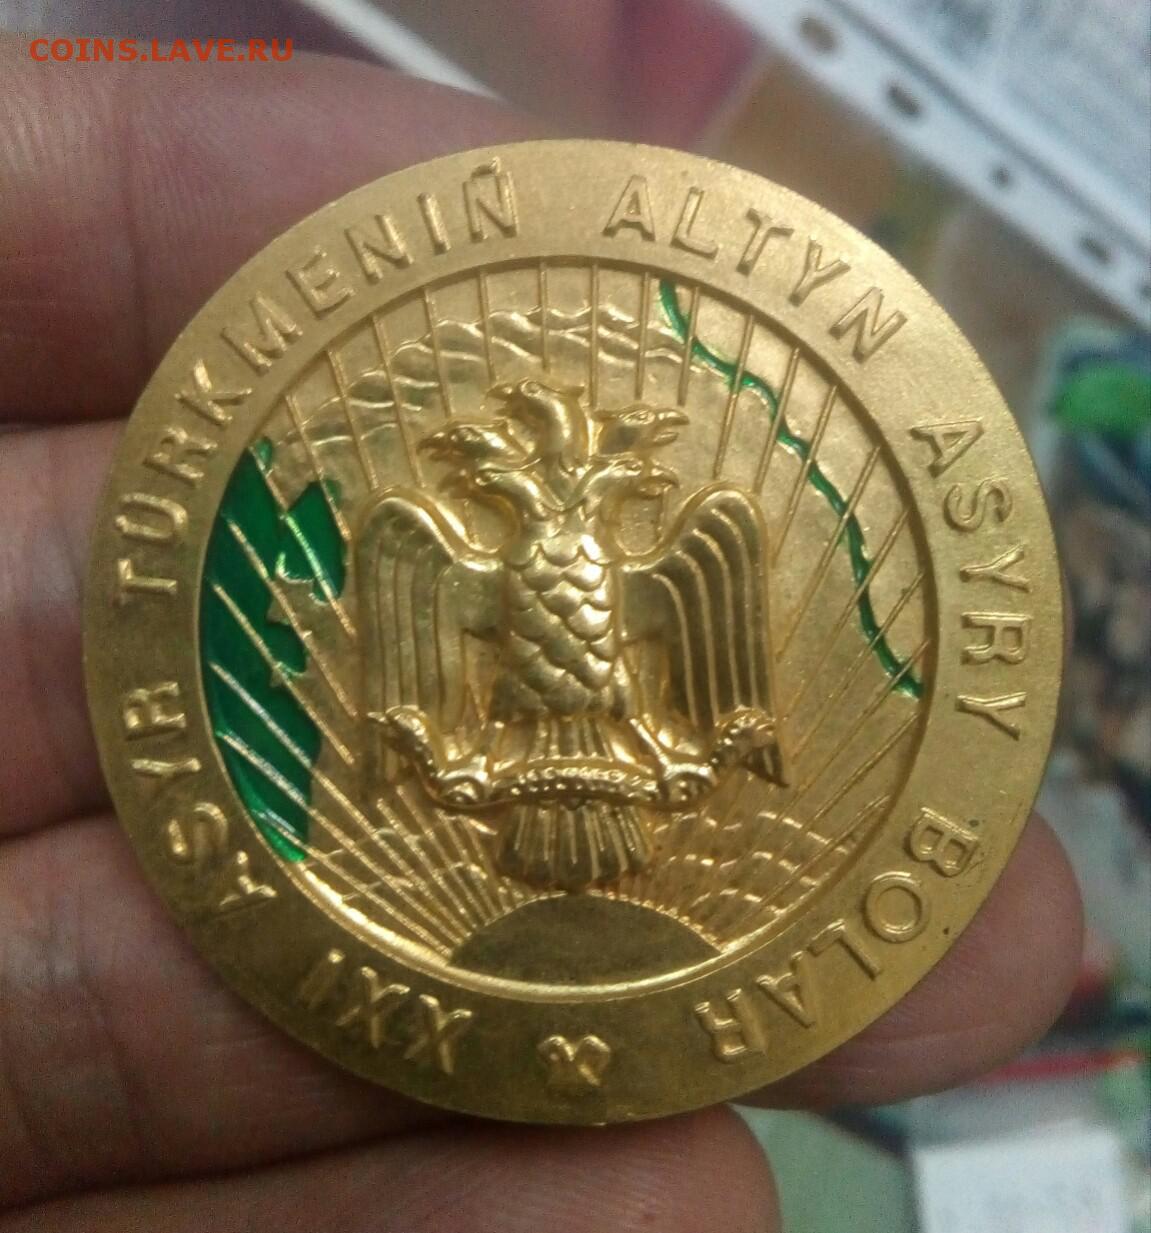 COINS.LAVE.RU
XXI ASYR TÜRKMENIŇ ALTYN ASYRY BOLAR